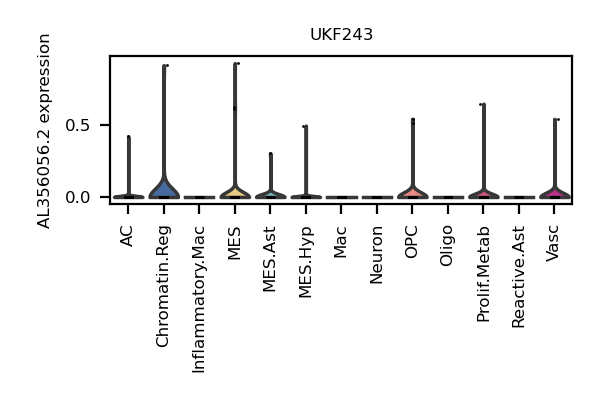 UKF243
AL356056.2 expression
0.5
0.0
AC
Chromatin.Reg
Inflammatory.Mac
MES
MES.Ast
MES.Hyp
Mac
Neuron
OPC
Oligo
Prolif.Metab
Reactive.Ast
Vasc